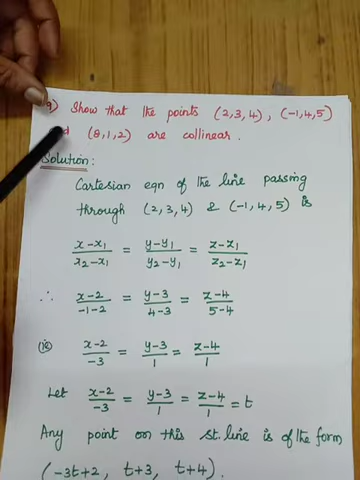 9) Show that the points (2,3,4), (-1,4,5)
(8,1,2) are collinear.
Solution:
Cartesian eqn of the line passing
through (2,3,4) & (-1,4,5) is
x-x₁/x₂-x₁ = y-y₁/y₂-y₁ = z-z₁/z₂-z₁
∴ x-2/-1-2 = y-3/4-3 = z-4/5-4
(ie) x-2/-3 = y-3/1 = z-4/1
Let x-2/-3 = y-3/1 = z-4/1 = t
Any point on this st. line is of the form
(-3t+2, t+3, t+4).